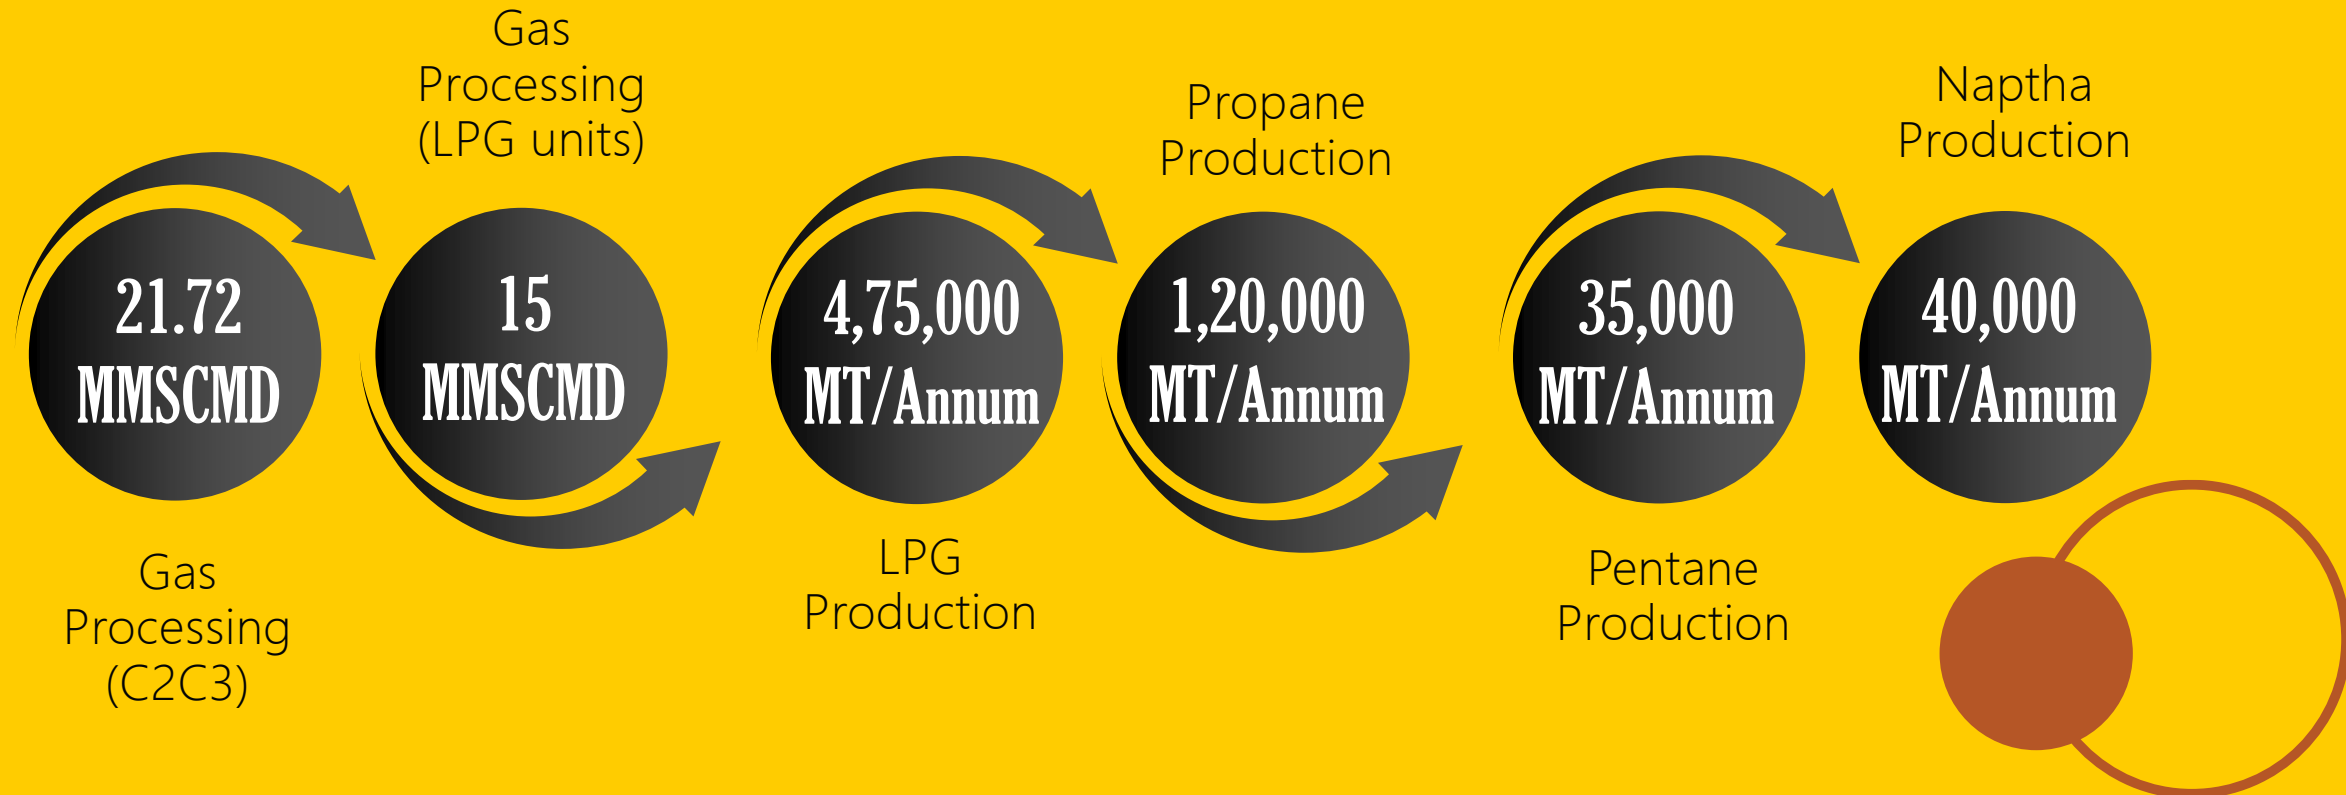 21.72
MMSCMD
Gas
Processing
(C2C3)
Gas
Processing
(LPG units)
15
MMSCMD
4,75,000
MT/Annum
LPG
Production
Propane
Production
1,20,000
MT/Annum
35,000
MT/Annum
Pentane
Production
Naptha
Production
40,000
MT/Annum